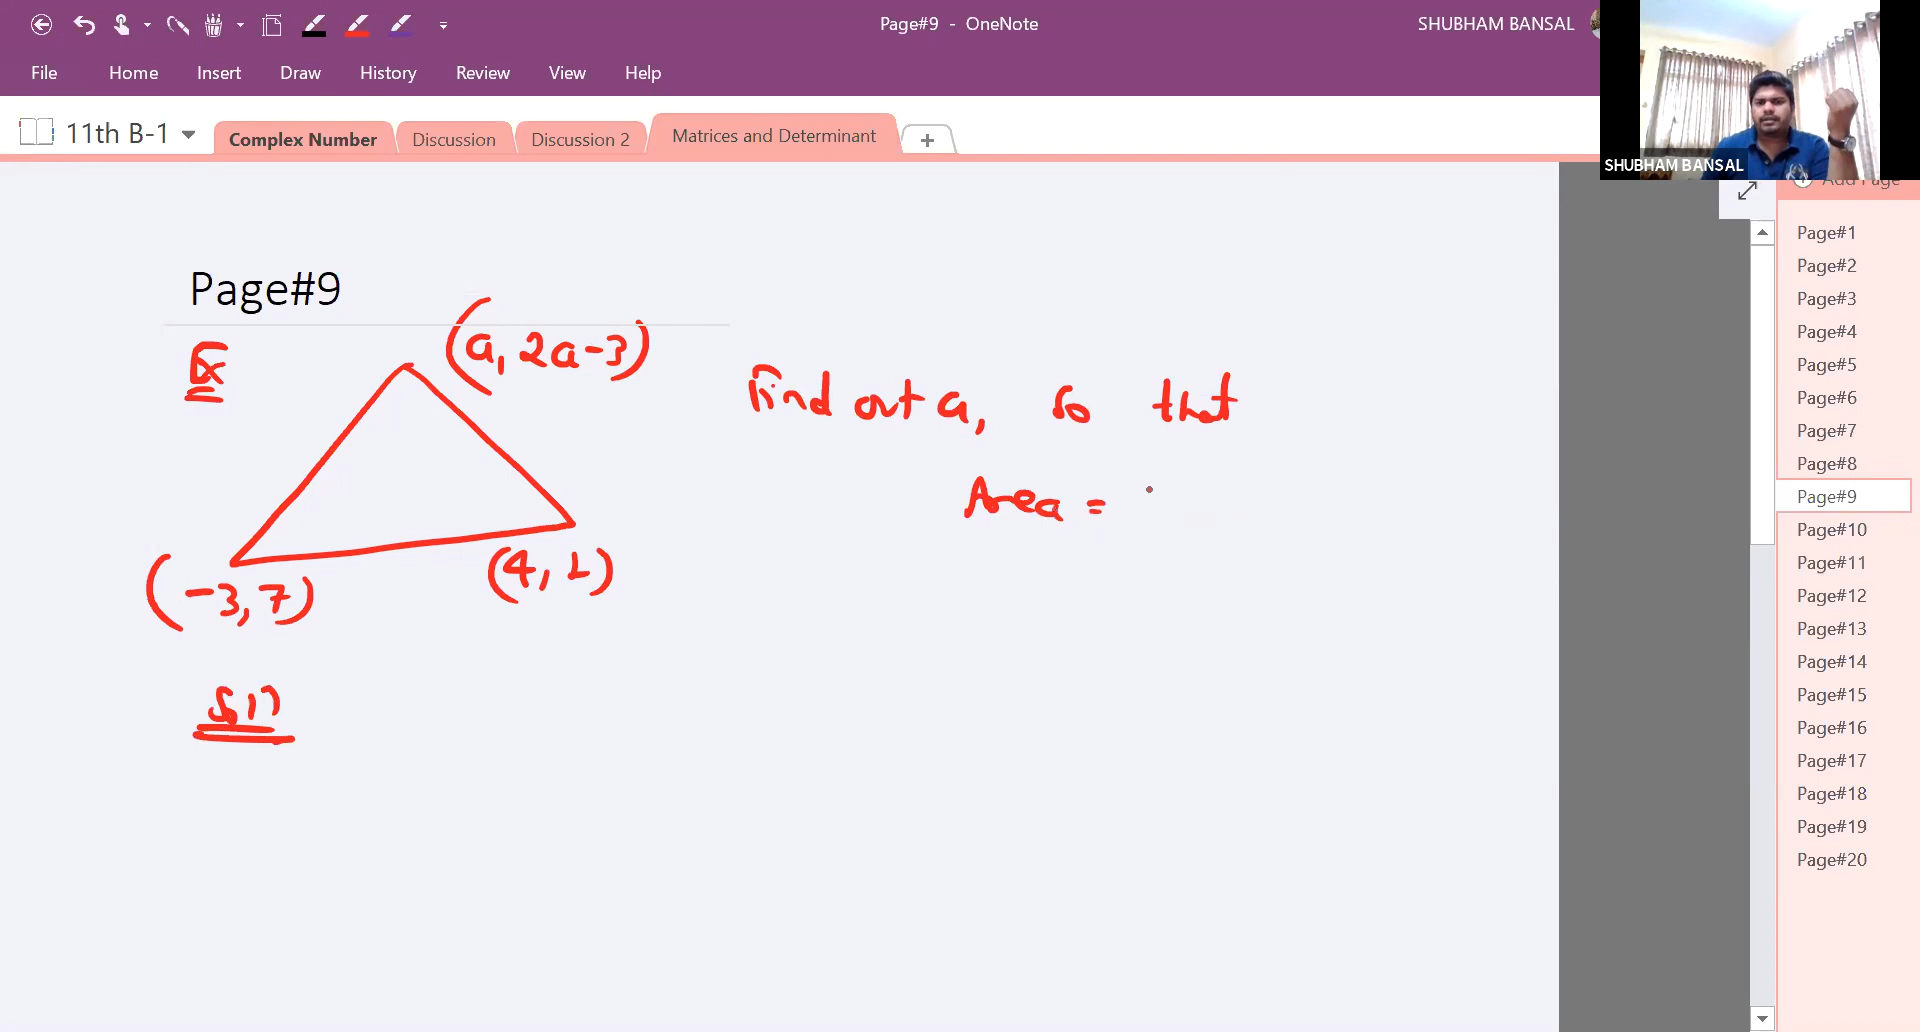 Page#9 - OneNote
SHUBHAM BANSAL
File Home Insert Draw History Review View Help
11th B-1 Complex Number Discussion Discussion 2 Matrices and Determinant +
SHUBHAM BANSAL
Add Page
Page#9
Ex
(a, 2a-3)
Find out a, so that
Area =
(-3, 7)
(4, 1)
Sol^n
Page#1
Page#2
Page#3
Page#4
Page#5
Page#6
Page#7
Page#8
Page#9
Page#10
Page#11
Page#12
Page#13
Page#14
Page#15
Page#16
Page#17
Page#18
Page#19
Page#20